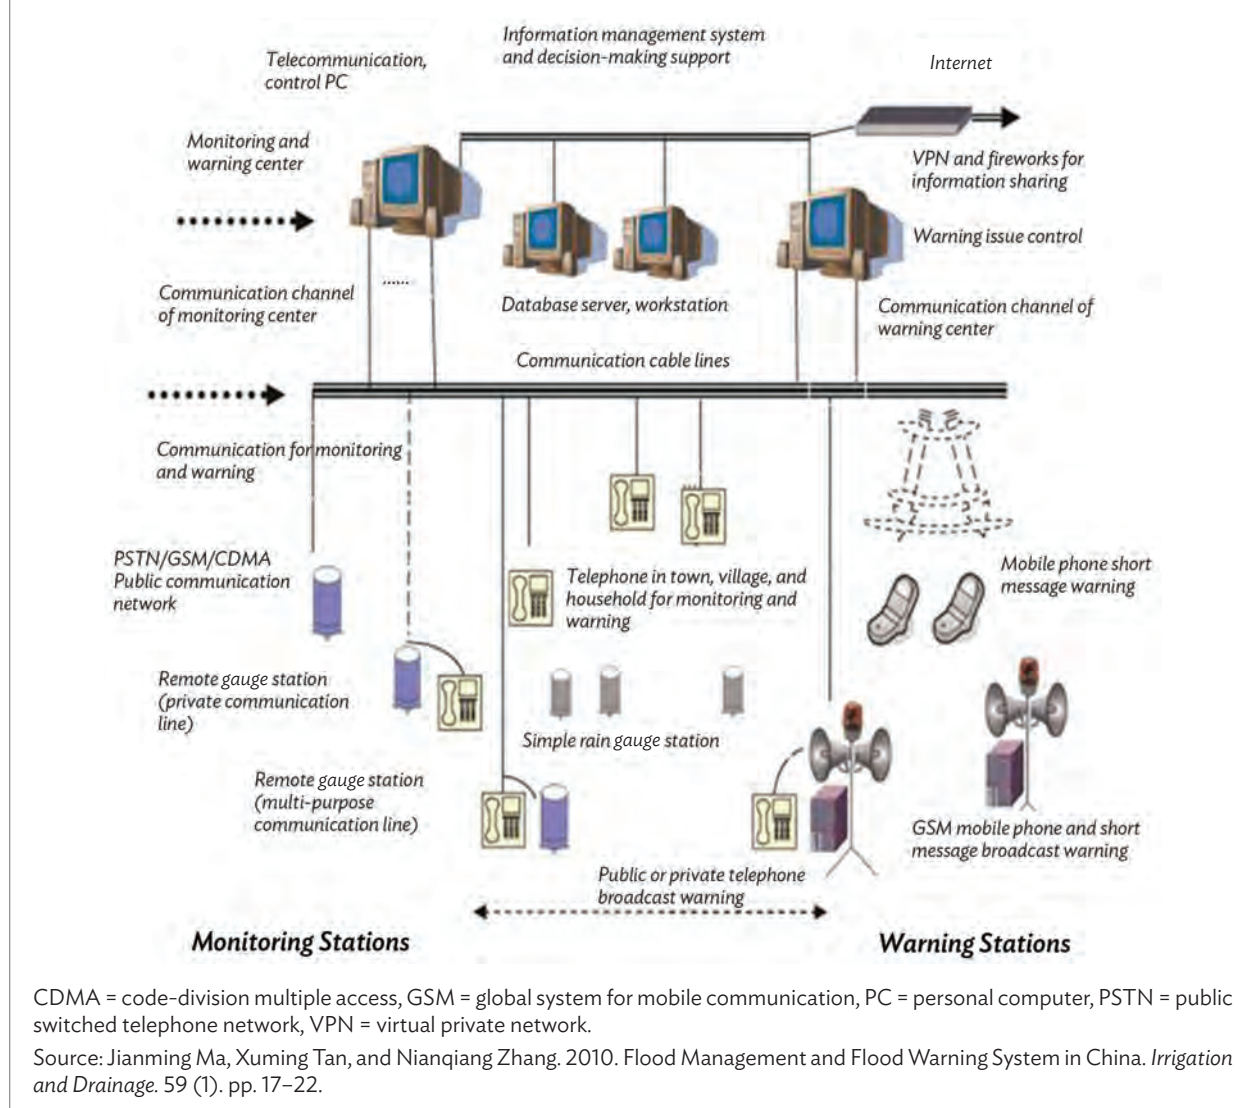 Information management system
and decision-making support
Telecommunication,
control PC
Internet
Monitoring and
warning center
VPN and fireworks for
information sharing
Warning issue control
Communication channel
of monitoring center
......
Database server, workstation
Communication channel of
warning center
Communication cable lines
Communication for monitoring
and warning
PSTN/GSM/CDMA
Public communication
network
Telephone in town, village, and
household for monitoring and
warning
Mobile phone short
message warning
Remote gauge station
(private communication
line)
Simple rain gauge station
Remote gauge station
(multi-purpose
communication line)
GSM mobile phone and short
message broadcast warning
Public or private telephone
broadcast warning
Monitoring Stations
Warning Stations
CDMA = code-division multiple access, GSM = global system for mobile communication, PC = personal computer, PSTN = public
switched telephone network, VPN = virtual private network.
Source: Jianming Ma, Xuming Tan, and Nianqiang Zhang. 2010. Flood Management and Flood Warning System in China. Irrigation
and Drainage. 59 (1). pp. 17–22.